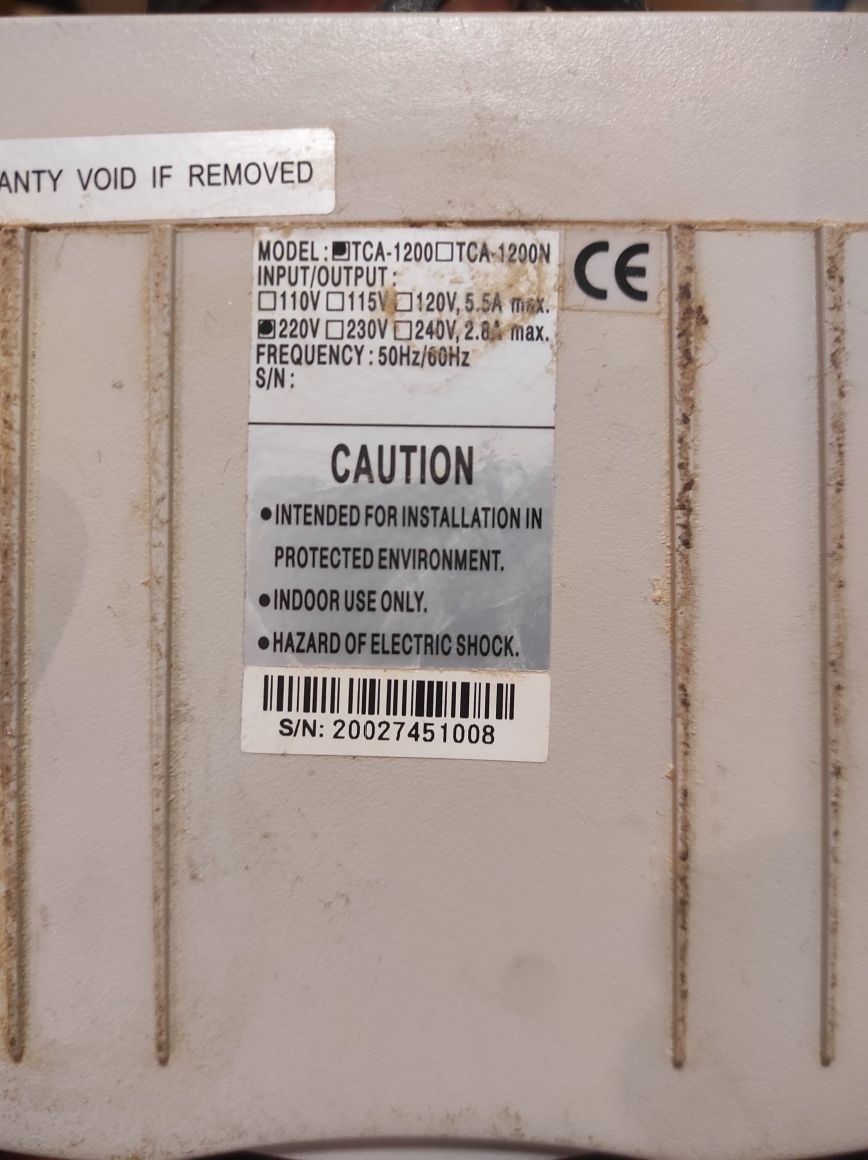 ANTY VOID IF REMOVED
MODEL: ■TCA-1200 □TCA-1200N
INPUT/OUTPUT:
□110V □115V □120V, 5.5A max.
■220V □230V □240V, 2.8A max.
FREQUENCY: 50Hz/60Hz
S/N:
CE
CAUTION
●INTENDED FOR INSTALLATION IN
PROTECTED ENVIRONMENT.
●INDOOR USE ONLY.
●HAZARD OF ELECTRIC SHOCK.
S/N: 20027451008